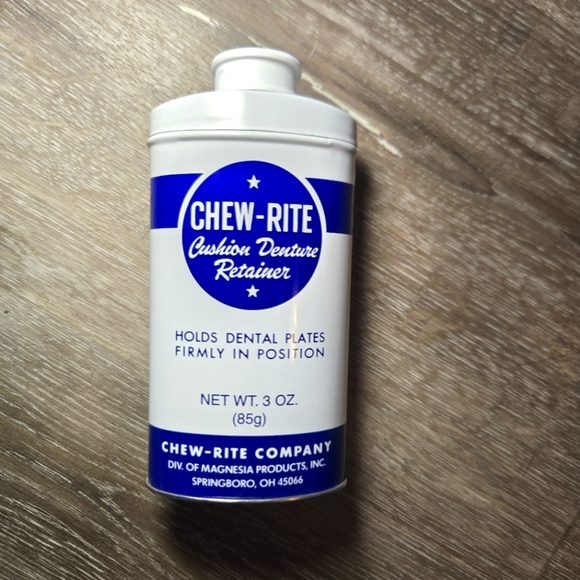 CHEW-RITE
Cushion Denture
Retainer
HOLDS DENTAL PLATES
FIRMLY IN POSITION
NET WT. 3 OZ.
(85g)
CHEW-RITE COMPANY
DIV. OF MAGNESIA PRODUCTS, INC.
SPRINGBORO, OH 45066